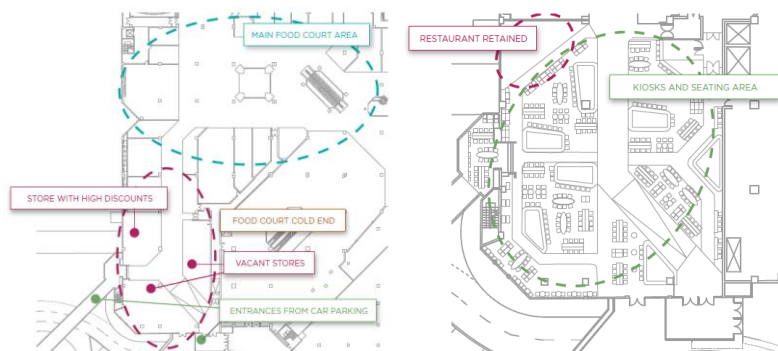 MAIN FOOD COURT AREA
STORE WITH HIGH DISCOUNTS
FOOD COURT COLD END
VACANT STORES
ENTRANCES FROM CAR PARKING
RESTAURANT RETAINED
KIOSKS AND SEATING AREA